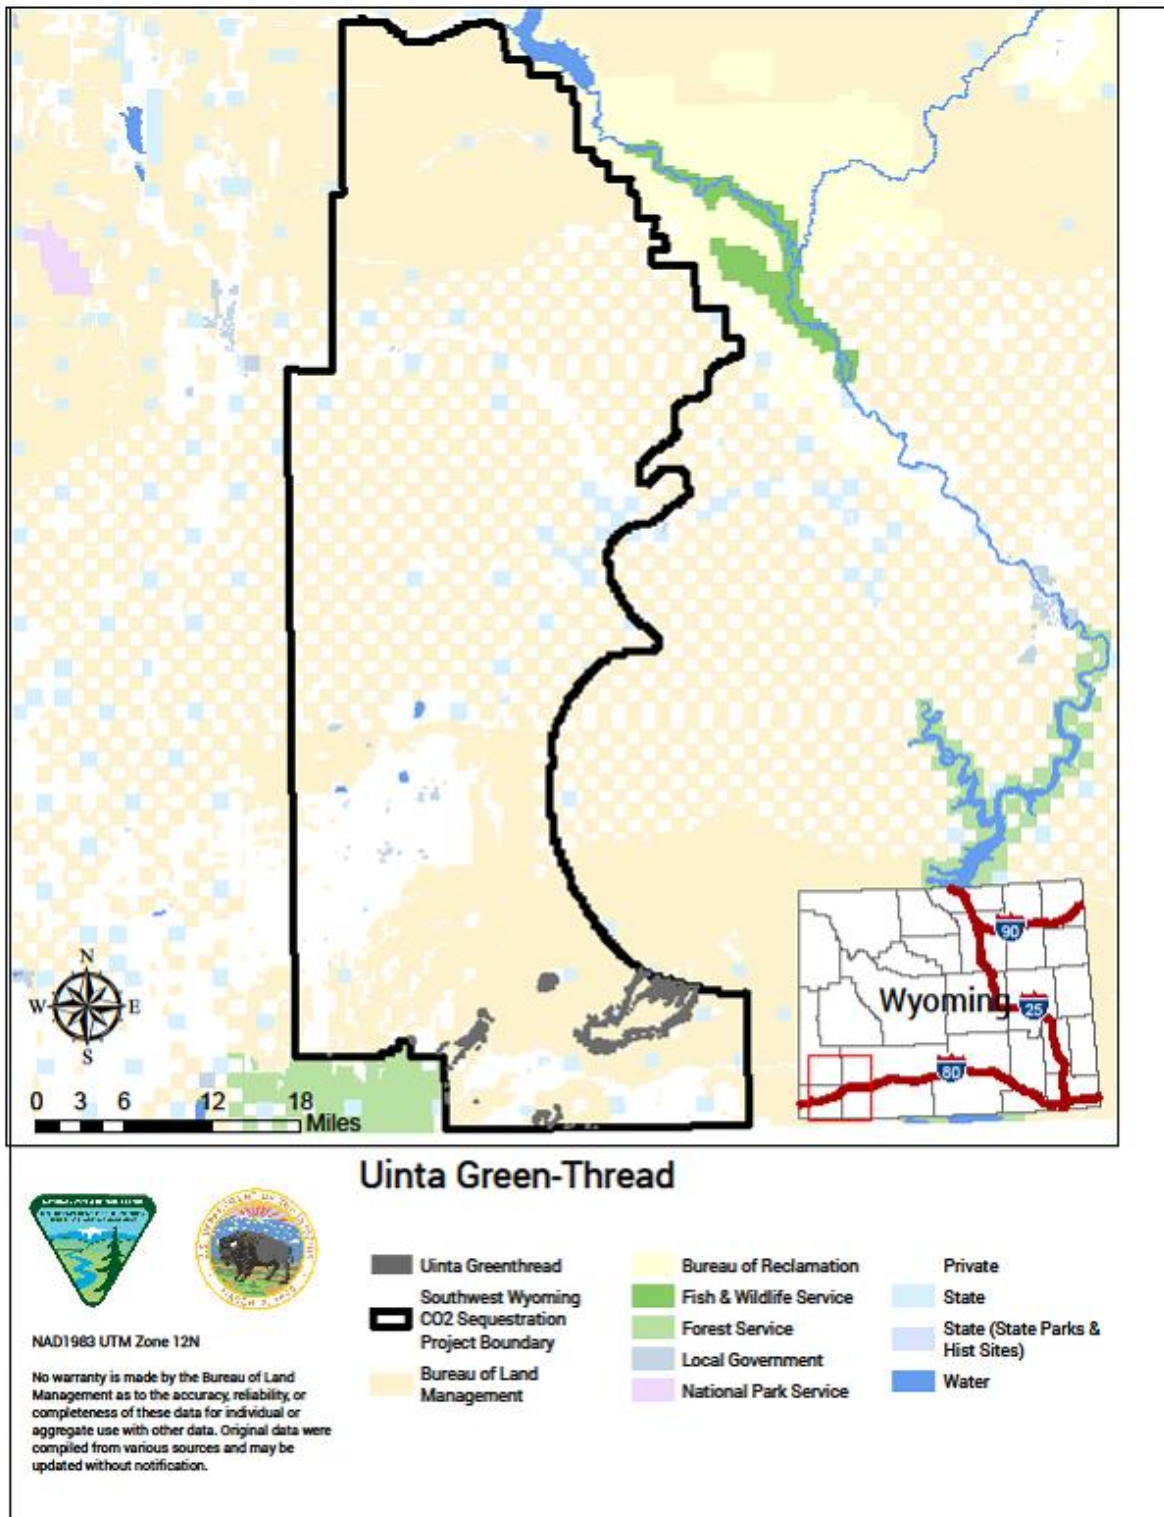 N
W
E
S
0 3 6 12 18
Miles
Wyoming
90
25
80
Uinta Green-Thread
NAD1983 UTM Zone 12N
No warranty is made by the Bureau of Land
Management as to the accuracy, reliability, or
completeness of these data for individual or
aggregate use with other data. Original data were
compiled from various sources and may be
updated without notification.
Uinta Greenthread
Southwest Wyoming
CO2 Sequestration
Project Boundary
Bureau of Land
Management
Bureau of Reclamation
Fish & Wildlife Service
Forest Service
Local Government
National Park Service
Private
State
State (State Parks &
Hist Sites)
Water